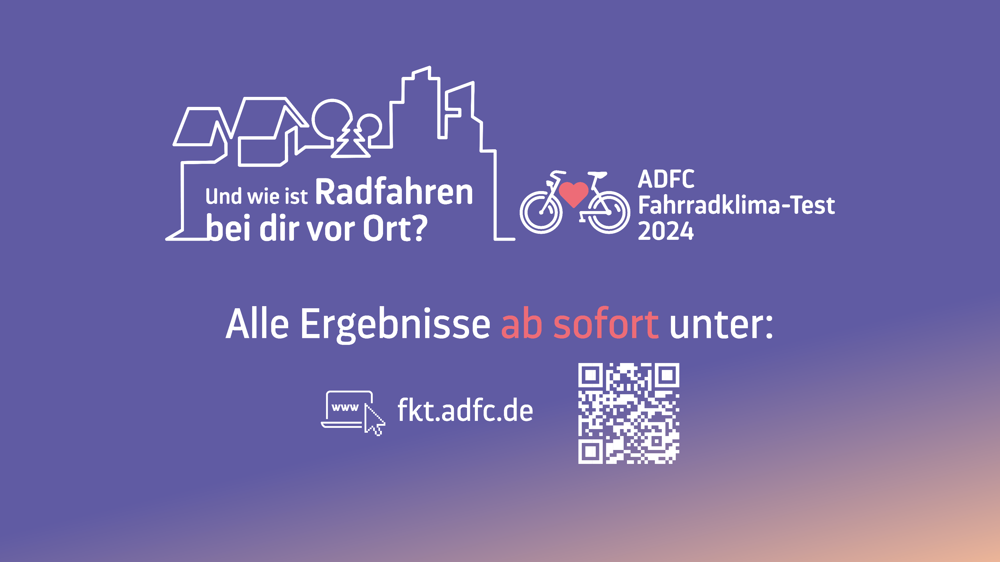 Und wie ist Radfahren
bei dir vor Ort?
ADFC
Fahrradklima-Test
2024
Alle Ergebnisse ab sofort unter:
www
fkt.adfc.de